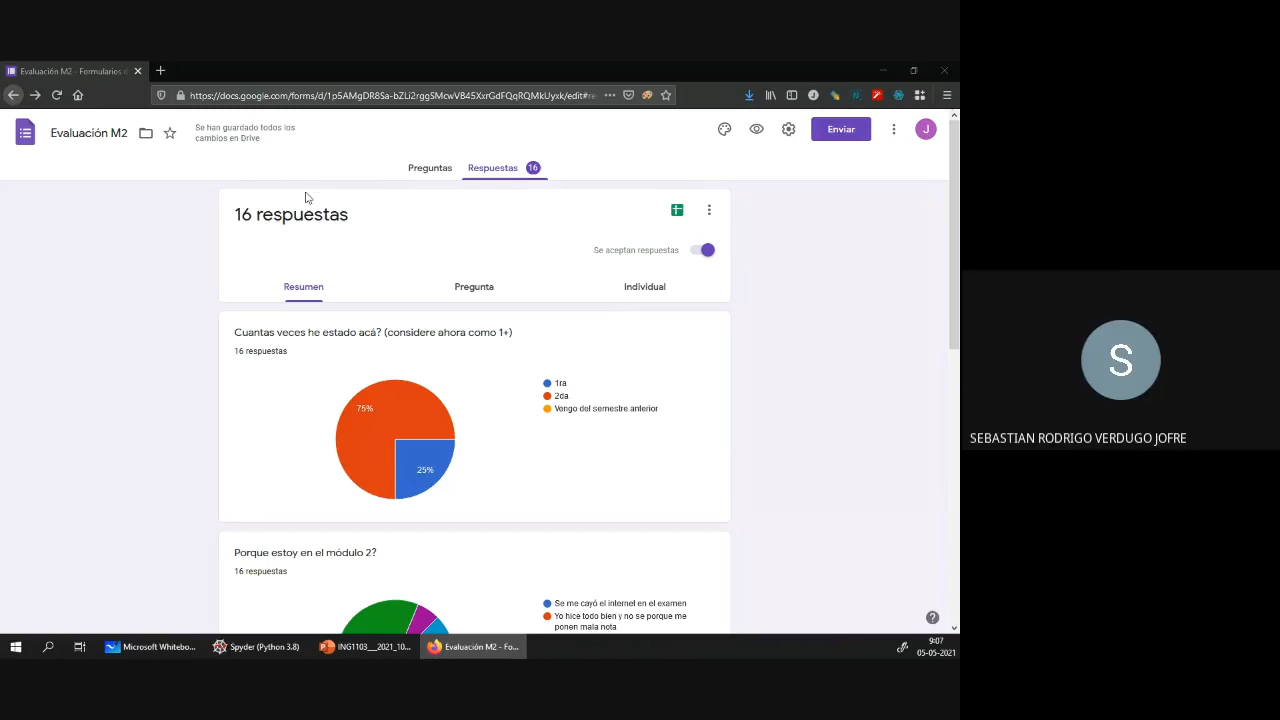 Evaluación M2 - Formularios d
https://docs.google.com/forms/d/1p5AMgDR8Sa-bZLi2rggSMcwVB45XxrGdFQqRQMkUyxk/edit#re
Evaluación M2
Se han guardado todos los
cambios en Drive
Enviar
J
Preguntas
Respuestas 16
16 respuestas
Se aceptan respuestas
Resumen
Pregunta
Individual
Cuantas veces he estado acá? (considere ahora como 1+)
16 respuestas
75%
25%
1ra
2da
Vengo del semestre anterior
Porque estoy en el módulo 2?
16 respuestas
Se me cayó el internet en el examen
Yo hice todo bien y no se porque me
ponen mala nota
Microsoft Whitebo...
Spyder (Python 3.8)
ING1103__2021_10...
Evaluación M2 - Fo...
9:07
05-05-2021
S
SEBASTIAN RODRIGO VERDUGO JOFRE